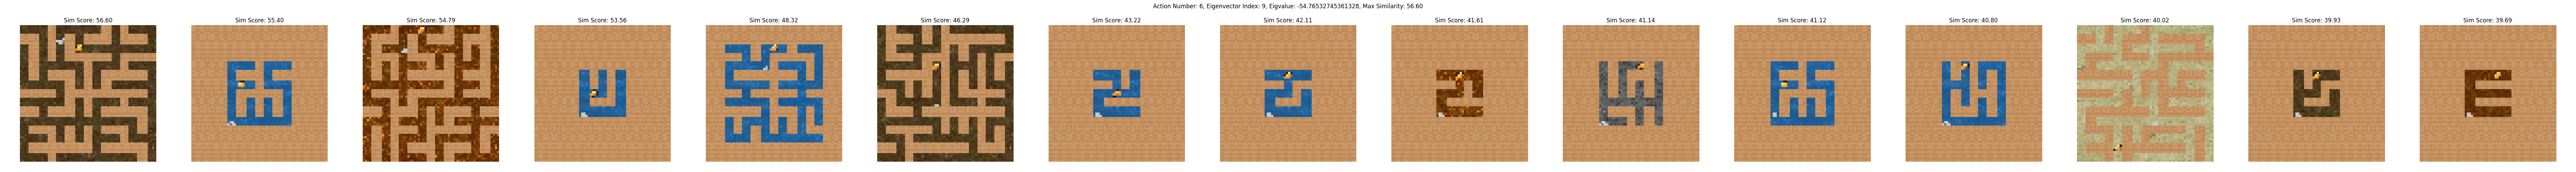 Action Number: 6, Eigenvector Index: 9, Eigvalue: -54.76532745361328, Max Similarity: 56.60
Sim Score: 56.60
Sim Score: 55.40
Sim Score: 54.79
Sim Score: 53.56
Sim Score: 48.32
Sim Score: 46.29
Sim Score: 43.22
Sim Score: 42.11
Sim Score: 41.61
Sim Score: 41.14
Sim Score: 41.12
Sim Score: 40.80
Sim Score: 40.02
Sim Score: 39.93
Sim Score: 39.69